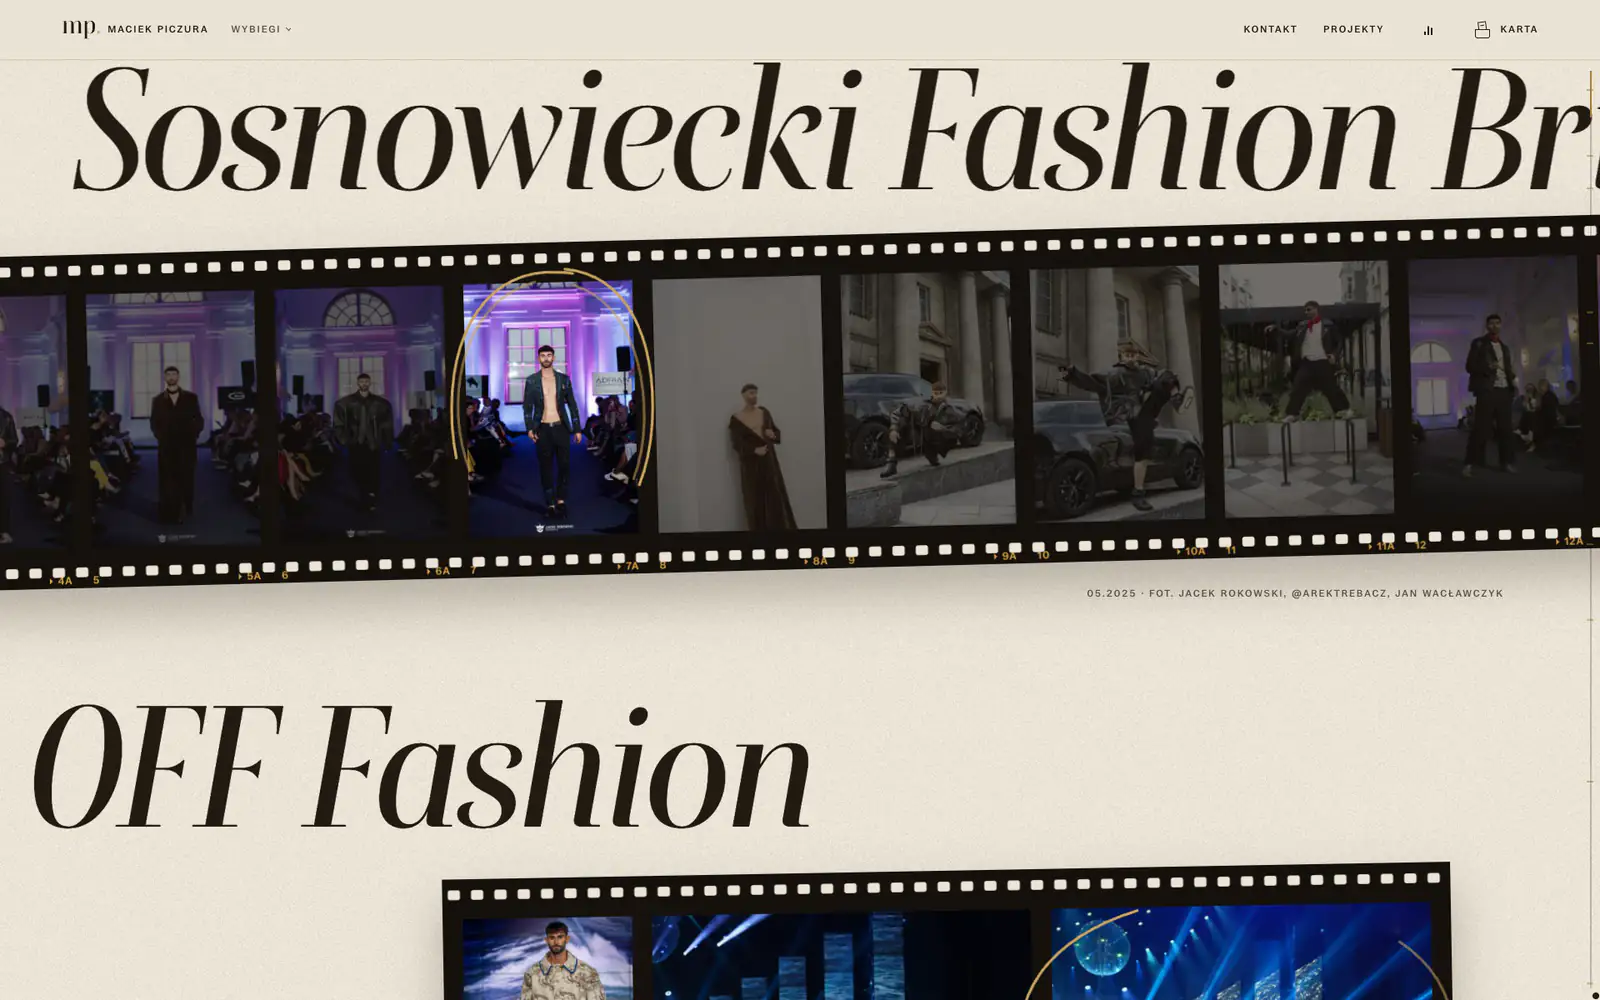 mp. MACIEK PICZURA WYBIEGI KONTAKT PROJEKTY KARTA
Sosnowiecki Fashion Br
4A 5 5A 6 6A 7 7A 8 8A 9 9A 10 10A 11 11A 12 12A
05.2025 · FOT. JACEK ROKOWSKI, @AREKTREBACZ, JAN WACŁAWCZYK
OFF Fashion